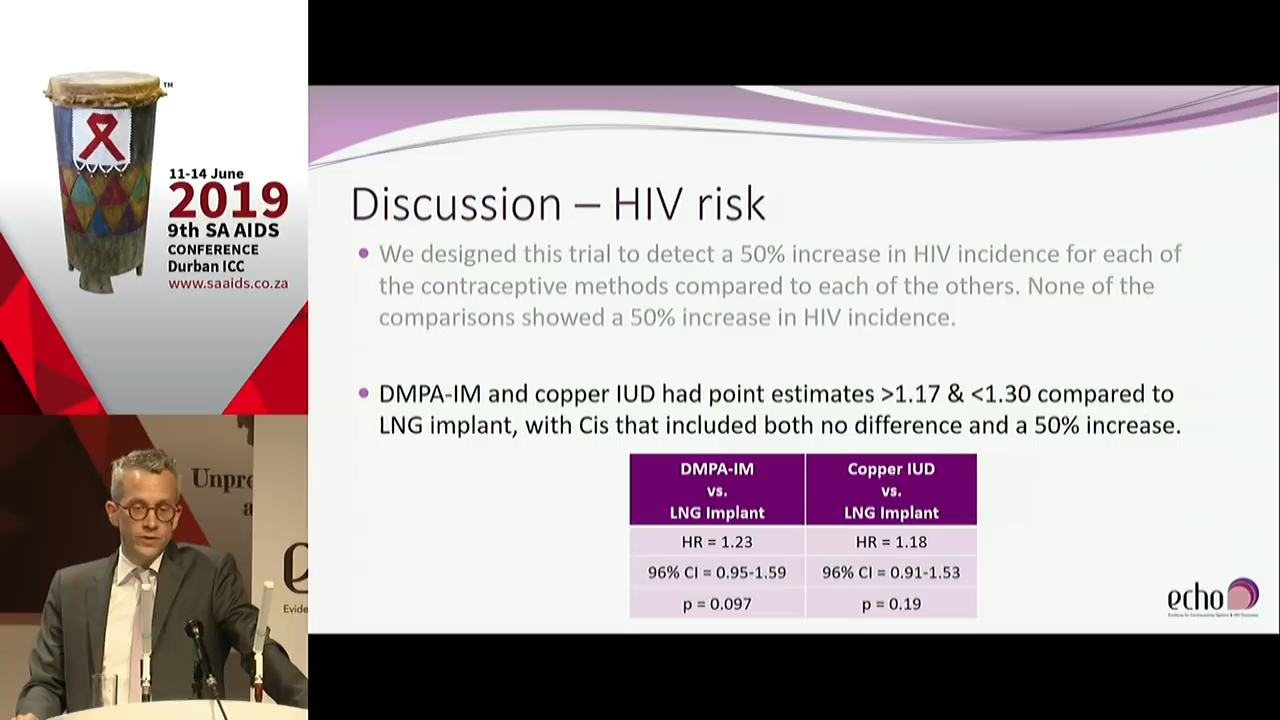 TM
11-14 June
2019
9th SA AIDS
CONFERENCE
Durban ICC
www.saaids.co.za
Discussion – HIV risk
We designed this trial to detect a 50% increase in HIV incidence for each of
the contraceptive methods compared to each of the others. None of the
comparisons showed a 50% increase in HIV incidence.
DMPA-IM and copper IUD had point estimates >1.17 & <1.30 compared to
LNG implant, with Cis that included both no difference and a 50% increase.
DMPA-IM
vs.
LNG Implant
Copper IUD
vs.
LNG Implant
HR = 1.23
HR = 1.18
96% CI = 0.95-1.59
96% CI = 0.91-1.53
p = 0.097
p = 0.19
echo
Unpre
a
e
Evide